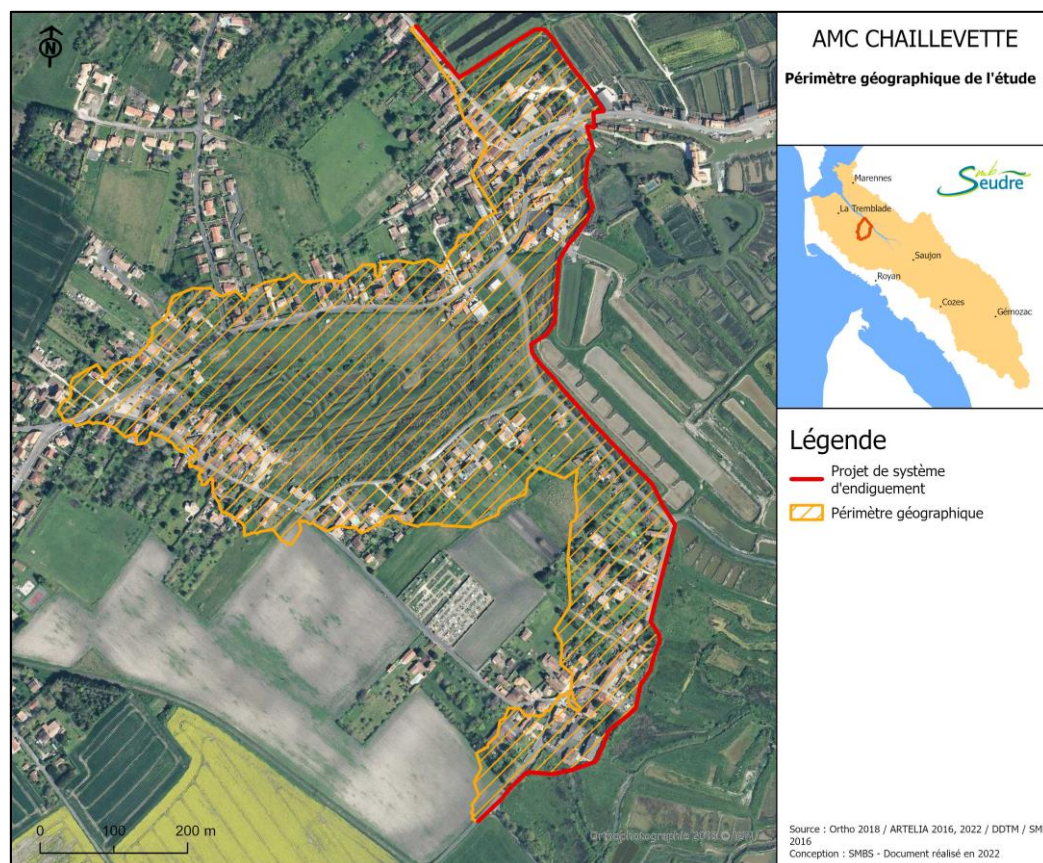 AMC CHAILLEVETTE
Périmètre géographique de l'étude
N
Marennes
smb
Seudre
La Tremblade
Saujon
Royan
Cozes
Gémozac
Légende
Projet de système
d'endiguement
Périmètre géographique
0 100 200 m
Source : Ortho 2018 / ARTELIA 2016, 2022 / DDTM / SM
2016
Conception : SMBS - Document réalisé en 2022